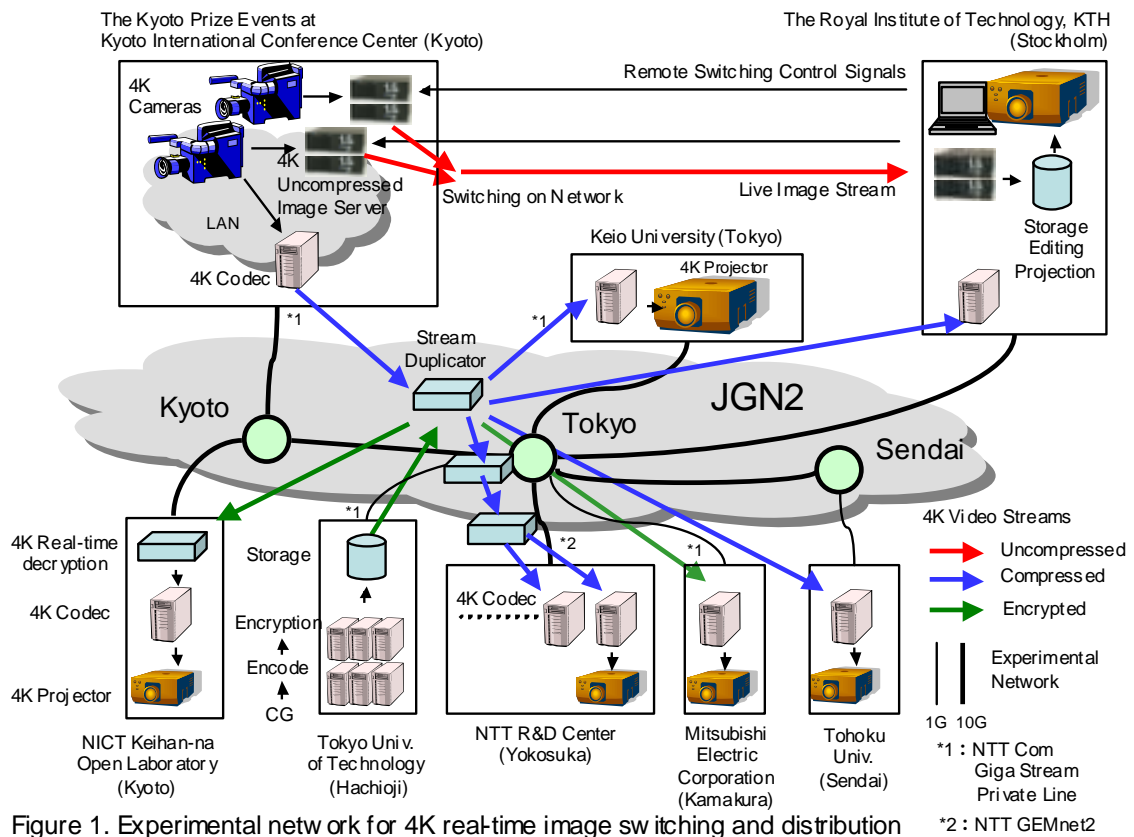 The Kyoto Prize Events at
Kyoto International Conference Center (Kyoto)
The Royal Institute of Technology, KTH
(Stockholm)
4K
Cameras
Remote Switching Control Signals
4K
Uncompressed
Image Server
Switching on Network
Live Image Stream
LAN
4K Codec
Storage
Editing
Projection
Keio University (Tokyo)
4K Projector
*1
*1
Stream
Duplicator
Kyoto
Tokyo
JGN2
Sendai
*1
*2
*1
4K Real-time
decryption
4K Codec
4K Projector
Storage
Encryption
Encode
CG
4K Codec
4K Video Streams
Uncompressed
Compressed
Encrypted
Experimental
Network
1G 10G
NICT Keihan-na
Open Laboratory
(Kyoto)
Tokyo Univ.
of Technology
(Hachioji)
NTT R&D Center
(Yokosuka)
Mitsubishi
Electric
Corporation
(Kamakura)
Tohoku
Univ.
(Sendai)
*1 : NTT Com
Giga Stream
Private Line
*2 : NTT GEMnet2
Figure 1. Experimental network for 4K real-time image switching and distribution